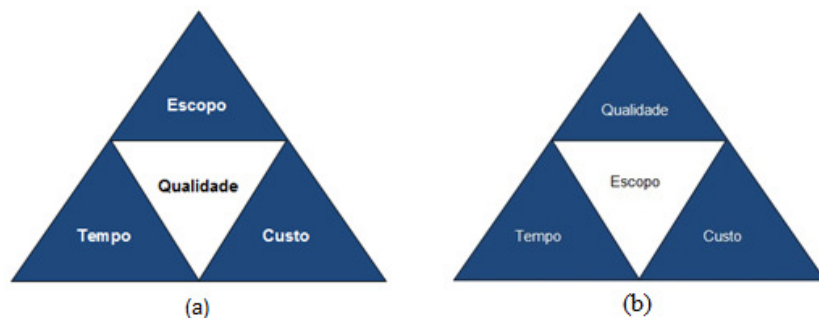 Escopo
Qualidade
Tempo
Custo
(a)
Qualidade
Escopo
Tempo
Custo
(b)